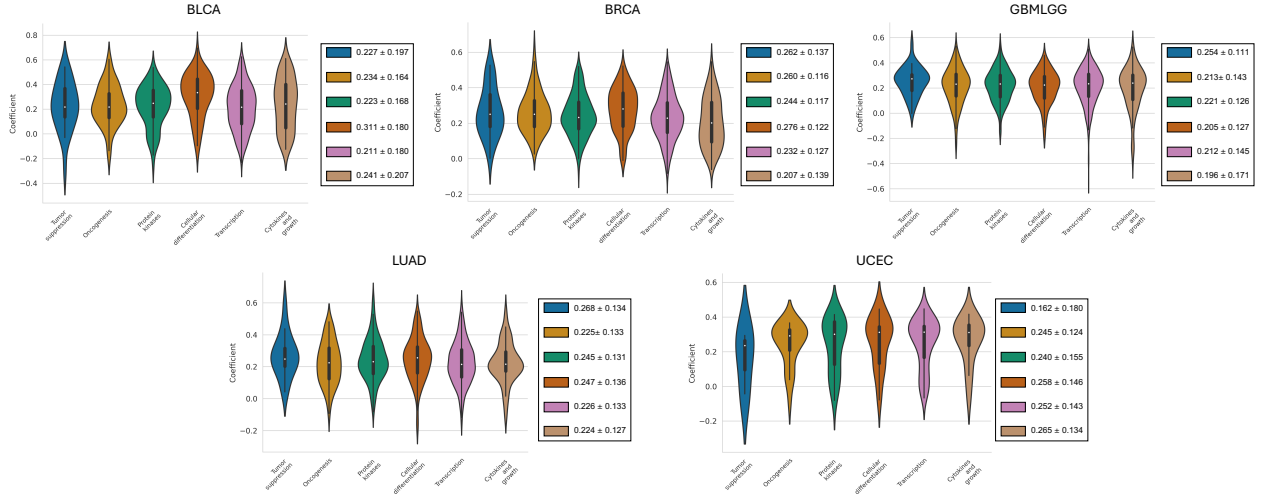 BLCA
Coefficient
0.8
0.6
0.4
0.2
0.0
−0.2
−0.4
Tumor
suppression
Oncogenesis
Protein
kinases
Cellular
differentiation
Transcription
Cytokines
and
growth
0.227 ± 0.197
0.234 ± 0.164
0.223 ± 0.168
0.311 ± 0.180
0.211 ± 0.180
0.241 ± 0.207
BRCA
Coefficient
0.6
0.4
0.2
0.0
−0.2
Tumor
suppression
Oncogenesis
Protein
kinases
Cellular
differentiation
Transcription
Cytokines
and
growth
0.262 ± 0.137
0.260 ± 0.116
0.244 ± 0.117
0.276 ± 0.122
0.232 ± 0.127
0.207 ± 0.139
GBMLGG
Coefficient
0.6
0.4
0.2
0.0
−0.2
−0.4
−0.6
Tumor
suppression
Oncogenesis
Protein
kinases
Cellular
differentiation
Transcription
Cytokines
and
growth
0.254 ± 0.111
0.213± 0.143
0.221 ± 0.126
0.205 ± 0.127
0.212 ± 0.145
0.196 ± 0.171
LUAD
Coefficient
0.6
0.4
0.2
0.0
−0.2
Tumor
suppression
Oncogenesis
Protein
kinases
Cellular
differentiation
Transcription
Cytokines
and
growth
0.268 ± 0.134
0.225± 0.133
0.245 ± 0.131
0.247 ± 0.136
0.226 ± 0.133
0.224 ± 0.127
UCEC
Coefficient
0.6
0.4
0.2
0.0
−0.2
Tumor
suppression
Oncogenesis
Protein
kinases
Cellular
differentiation
Transcription
Cytokines
and
growth
0.162 ± 0.180
0.245 ± 0.124
0.240 ± 0.155
0.258 ± 0.146
0.252 ± 0.143
0.265 ± 0.134